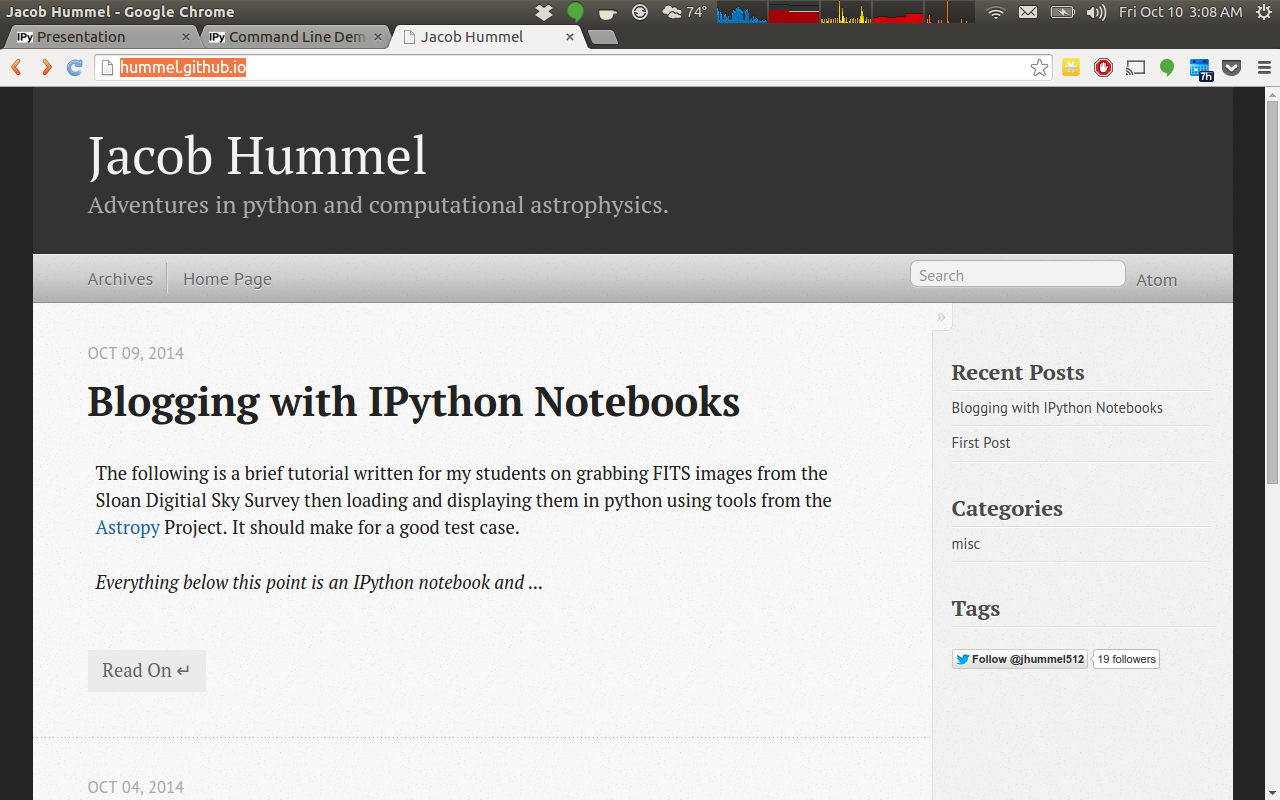 Jacob Hummel - Google Chrome
74°
Fri Oct 10 3:08 AM
IPy Presentation ×
IPy Command Line Dem ×
Jacob Hummel ×
hummel.github.io
7h
Jacob Hummel
Adventures in python and computational astrophysics.
Archives
Home Page
Search
Atom
»
OCT 09, 2014
Blogging with IPython Notebooks
The following is a brief tutorial written for my students on grabbing FITS images from the
Sloan Digitial Sky Survey then loading and displaying them in python using tools from the
Astropy Project. It should make for a good test case.
Everything below this point is an IPython notebook and ...
Read On ↵
OCT 04, 2014
Recent Posts
Blogging with IPython Notebooks
First Post
Categories
misc
Tags
Follow @jhummel512
19 followers